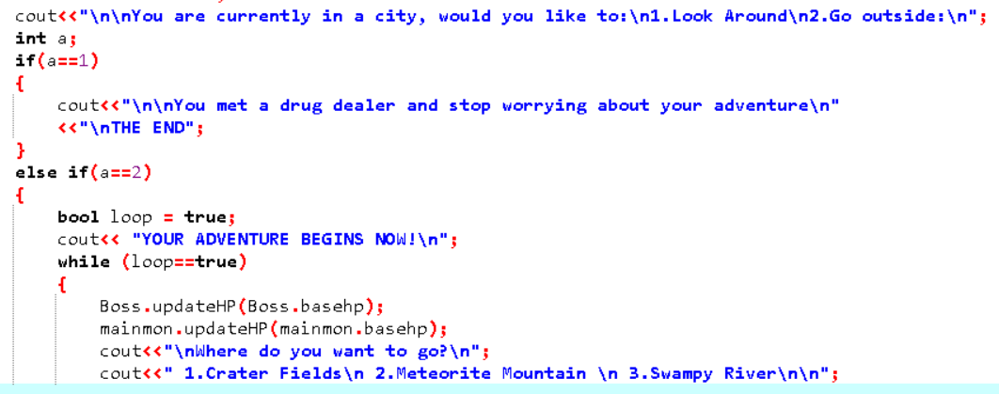 cout<<"\n\nYou are currently in a city, would you like to:\n1.Look Around\n2.Go outside:\n";
int a;
if(a==1)
{
cout<<"\n\nYou met a drug dealer and stop worrying about your adventure\n"
<<"\nTHE END";
}
else if(a==2)
{
bool loop = true;
cout<< "YOUR ADVENTURE BEGINS NOW!\n";
while (loop==true)
{
Boss.updateHP(Boss.basehp);
mainmon.updateHP(mainmon.basehp);
cout<<"\nWhere do you want to go?\n";
cout<<" 1.Crater Fields\n 2.Meteorite Mountain \n 3.Swampy River\n\n";